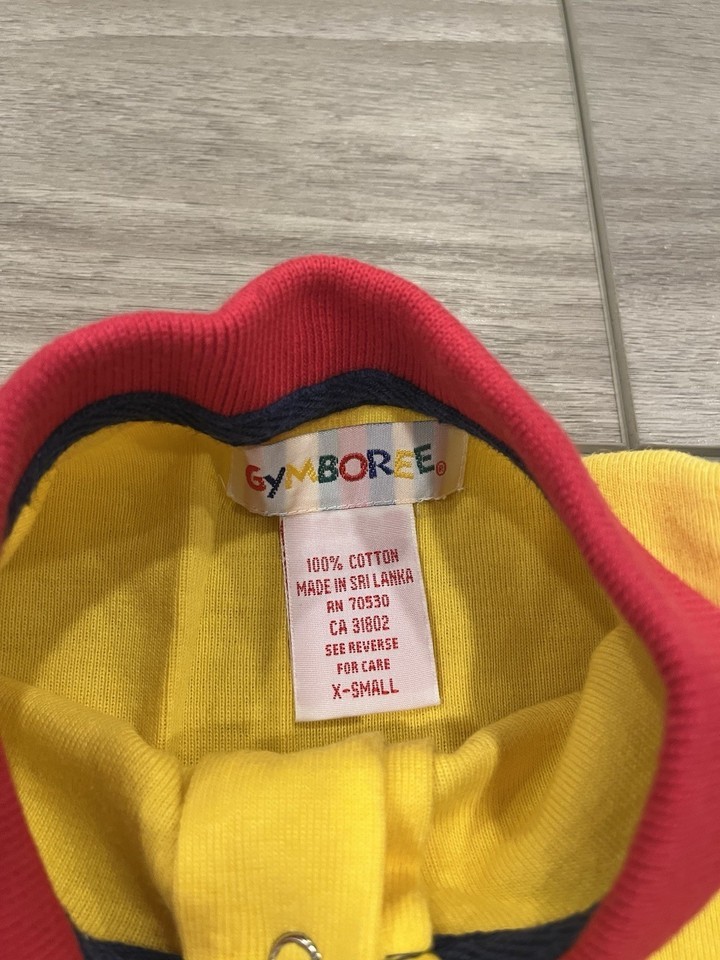 GYMBOREE®
100% COTTON
MADE IN SRI LANKA
RN 70530
CA 31802
SEE REVERSE
FOR CARE
X-SMALL